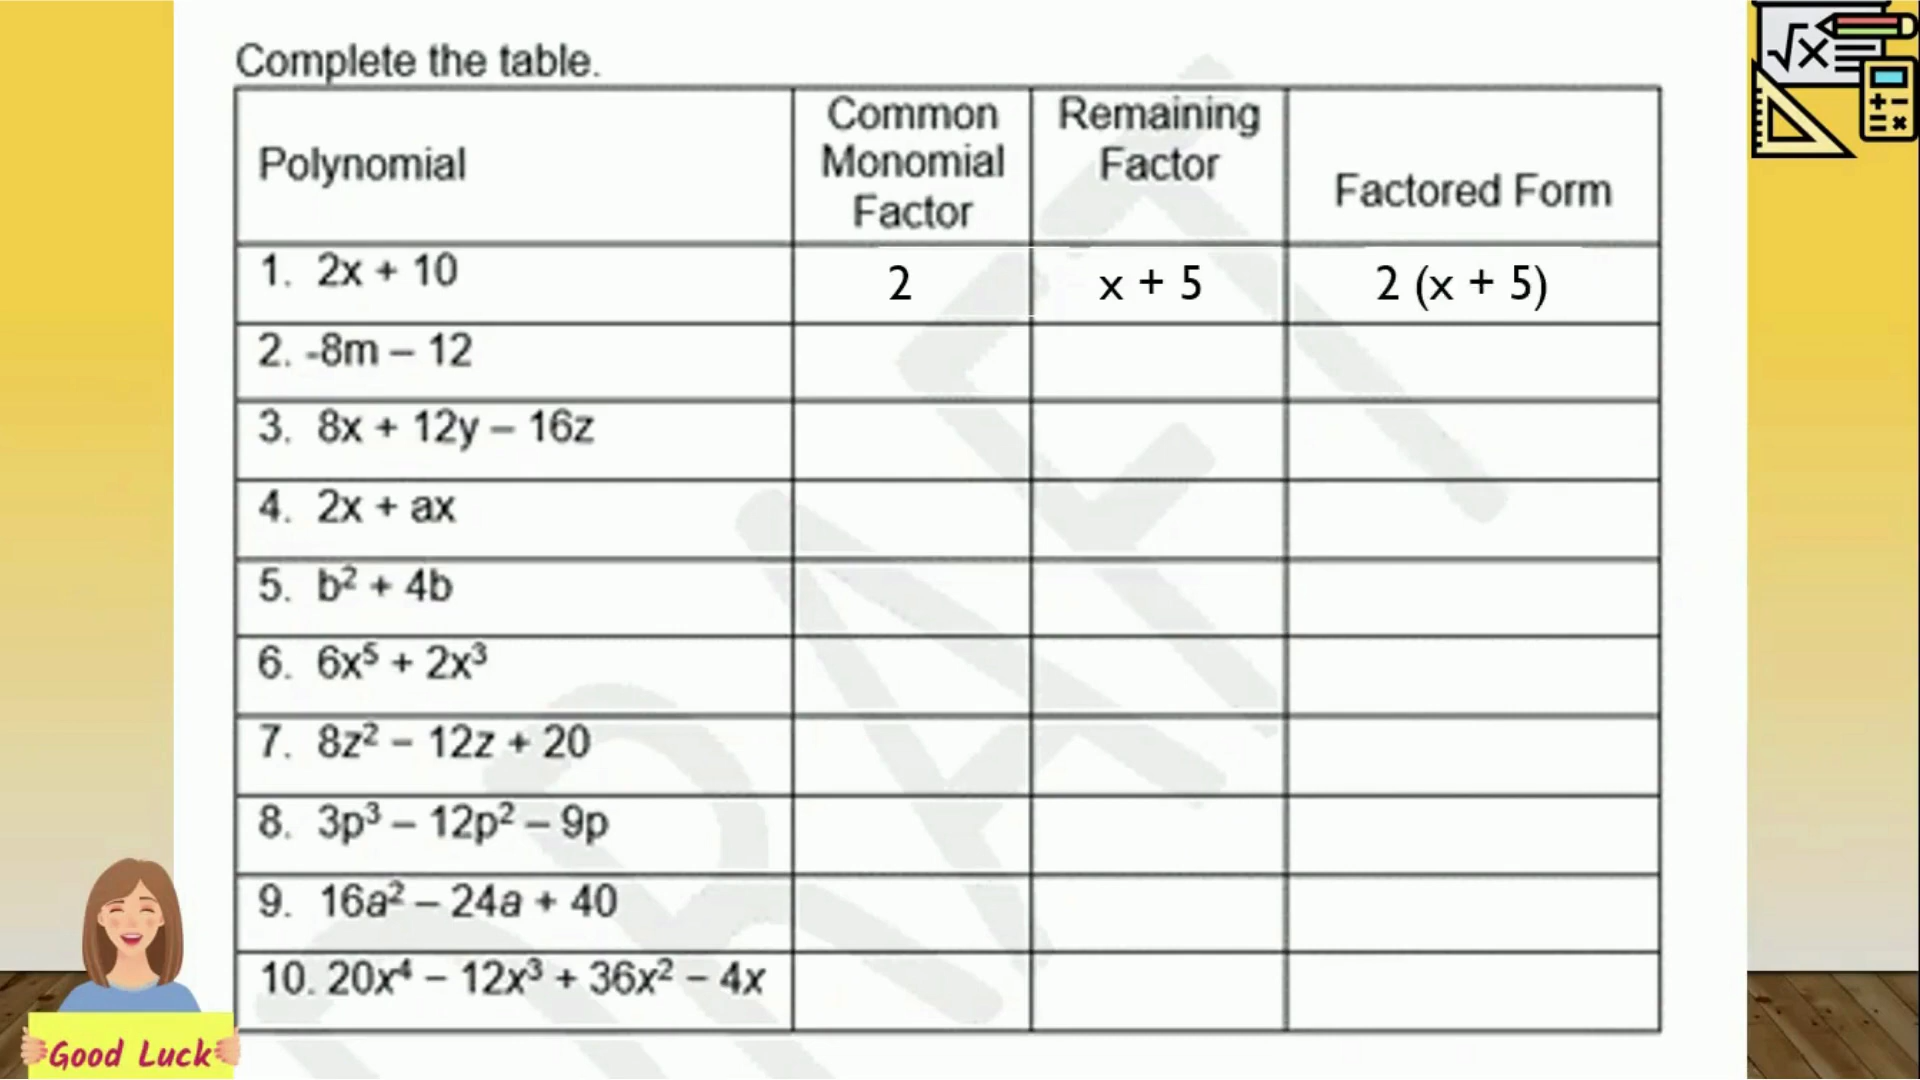 Complete the table.
Polynomial
Common
Monomial
Factor
Remaining
Factor
Factored Form
1. 2x + 10
2
x + 5
2 (x + 5)
2. -8m – 12
3. 8x + 12y – 16z
4. 2x + ax
5. b² + 4b
6. 6x⁵ + 2x³
7. 8z² – 12z + 20
8. 3p³ – 12p² – 9p
9. 16a² – 24a + 40
10. 20x⁴ – 12x³ + 36x² – 4x
Good Luck
DRAFT
√x